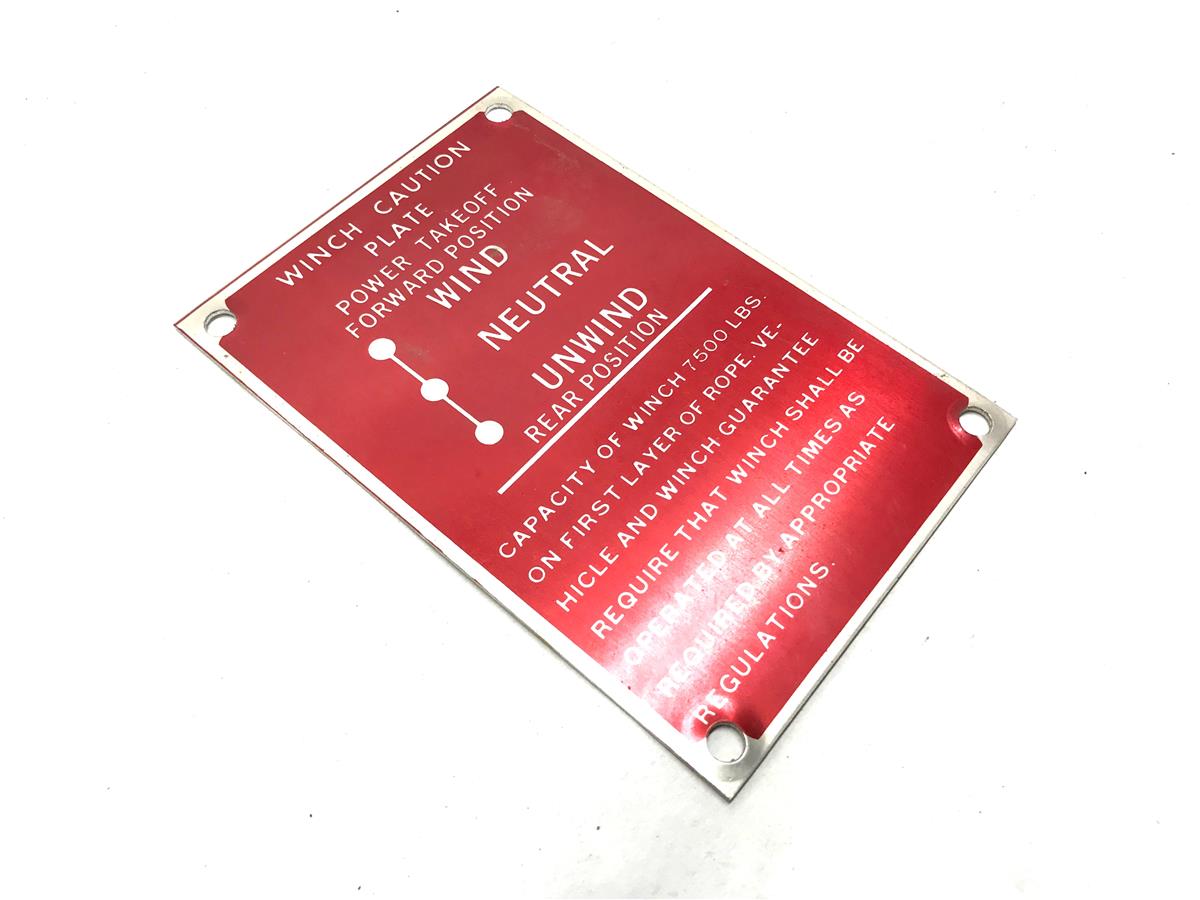 WINCH CAUTION
PLATE
POWER TAKEOFF
FORWARD POSITION
WIND
NEUTRAL
UNWIND
REAR POSITION
CAPACITY OF WINCH 7500 LBS.
ON FIRST LAYER OF ROPE. VE-
HICLE AND WINCH GUARANTEE
REQUIRE THAT WINCH SHALL BE
OPERATED AT ALL TIMES AS
REQUIRED BY APPROPRIATE
REGULATIONS.